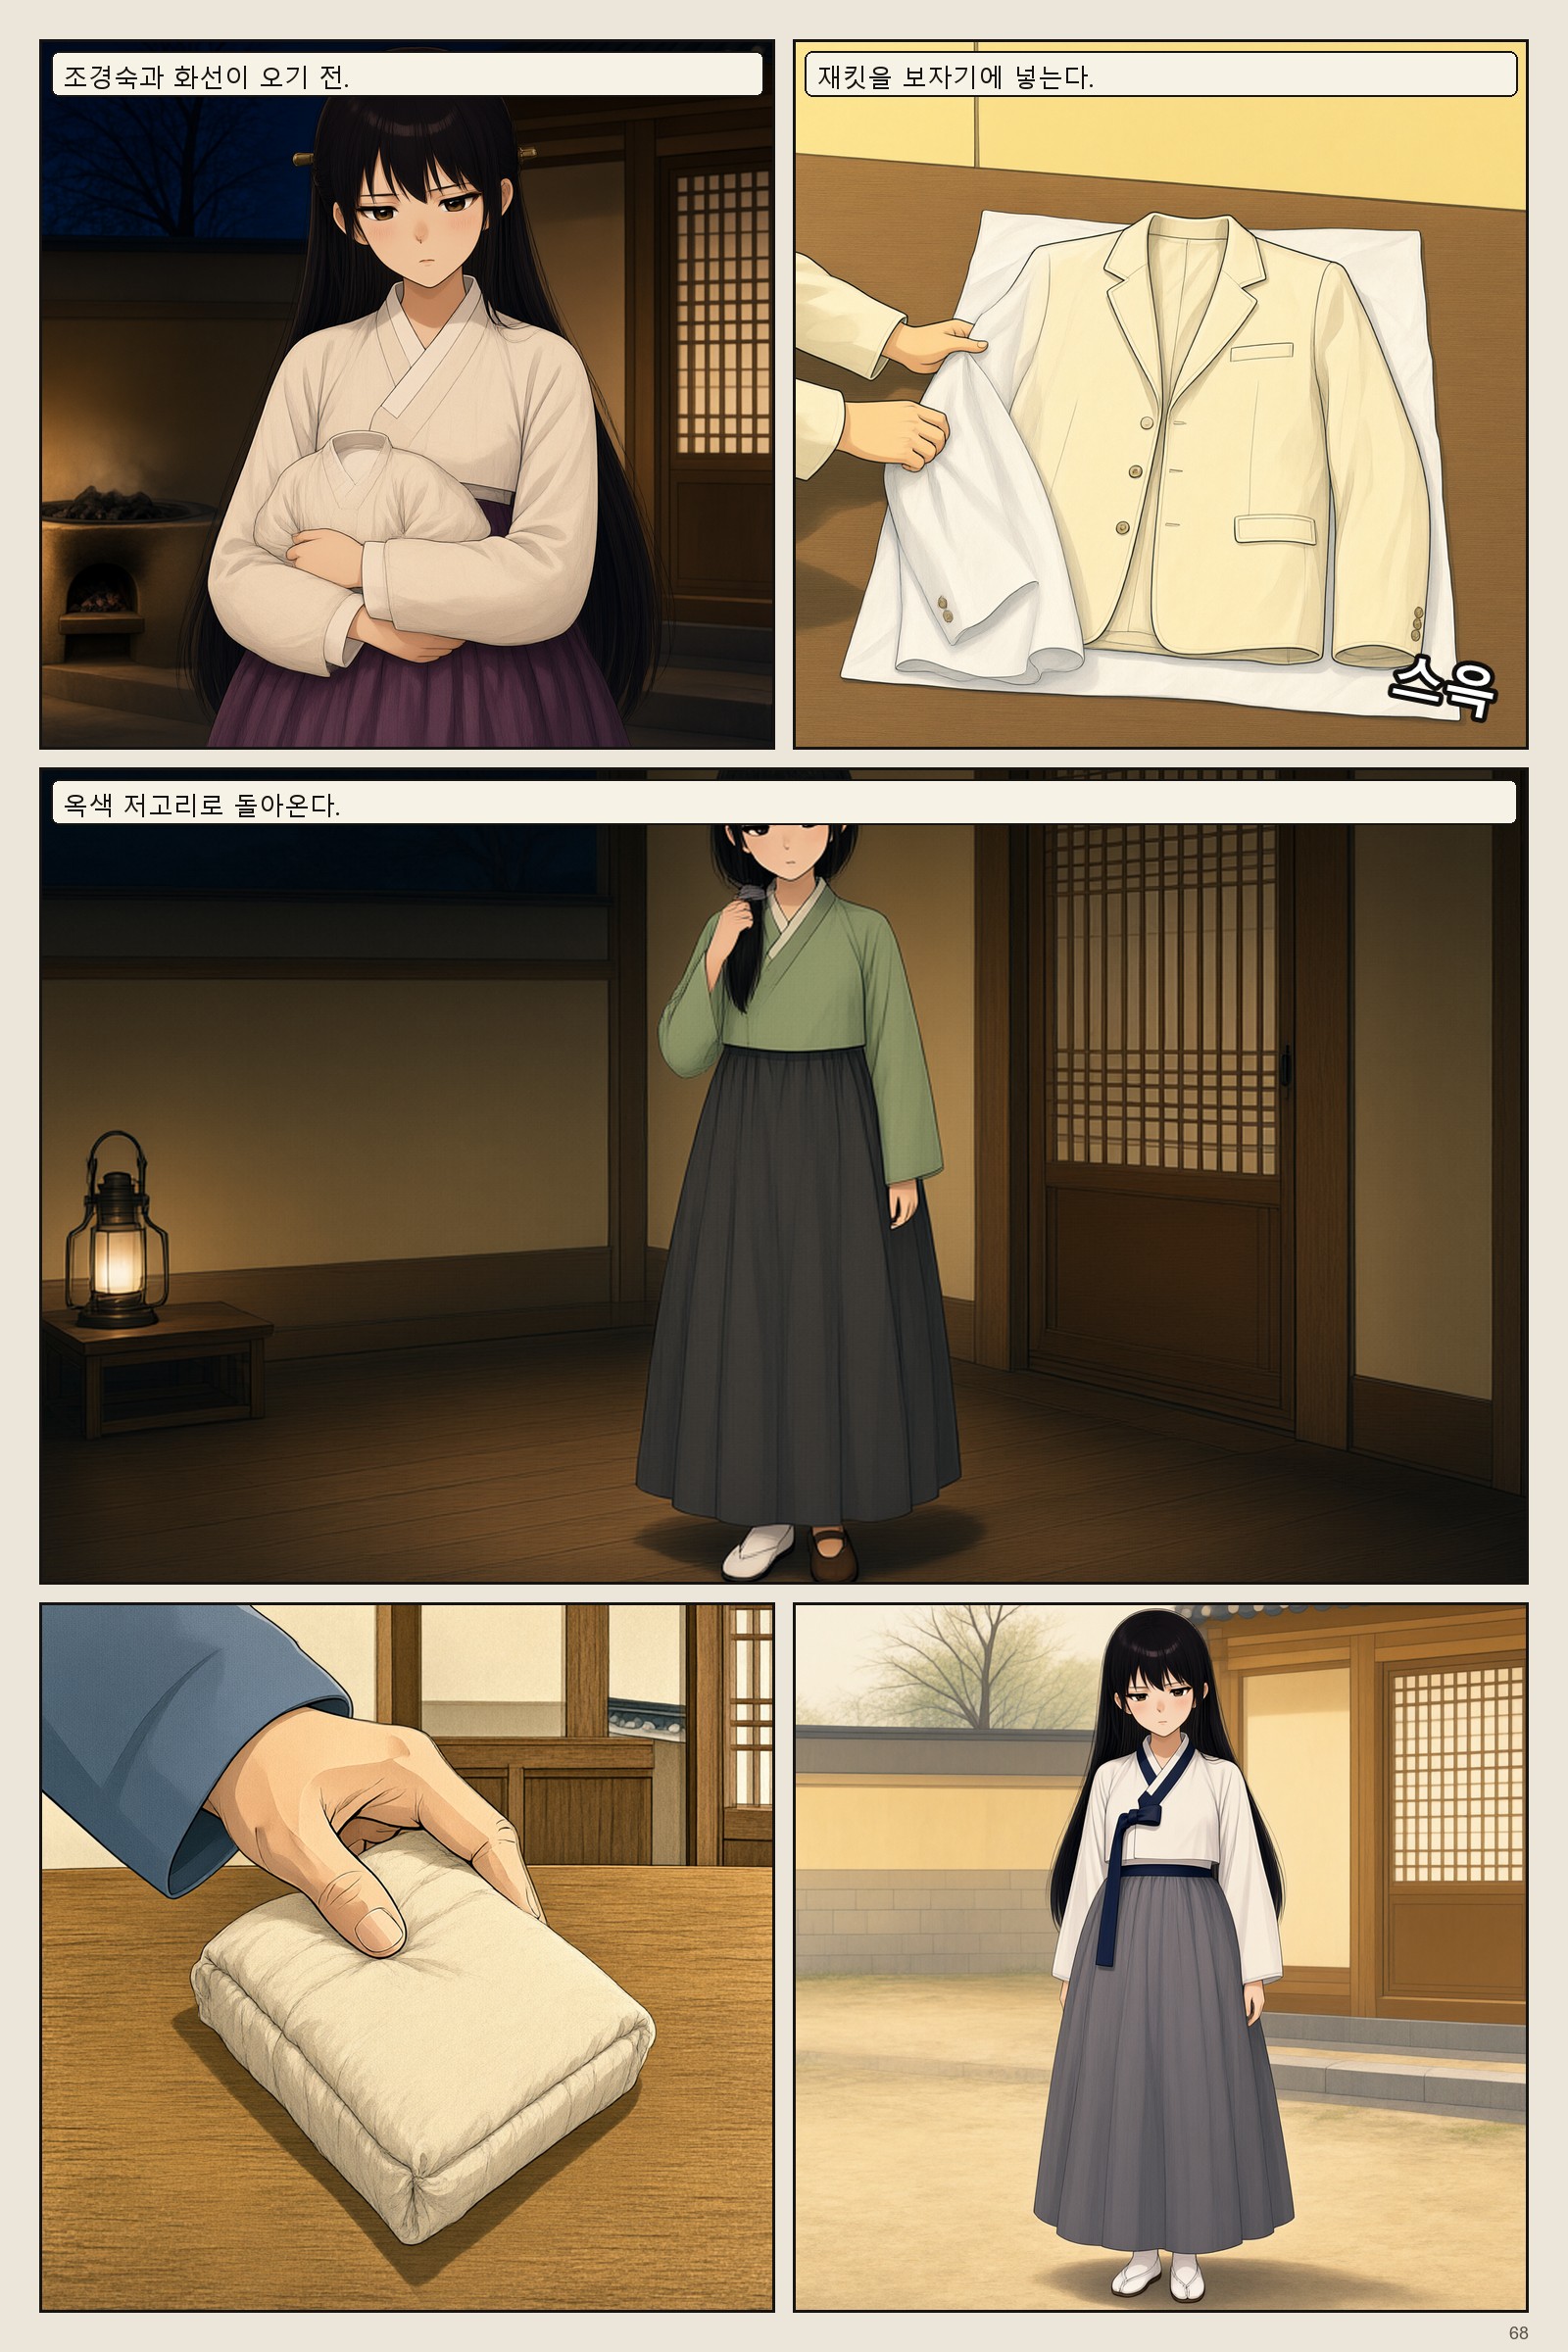 조경숙과 화선이 오기 전.
재킷을 보자기에 넣는다.
스윽
옥색 저고리로 돌아온다.
68